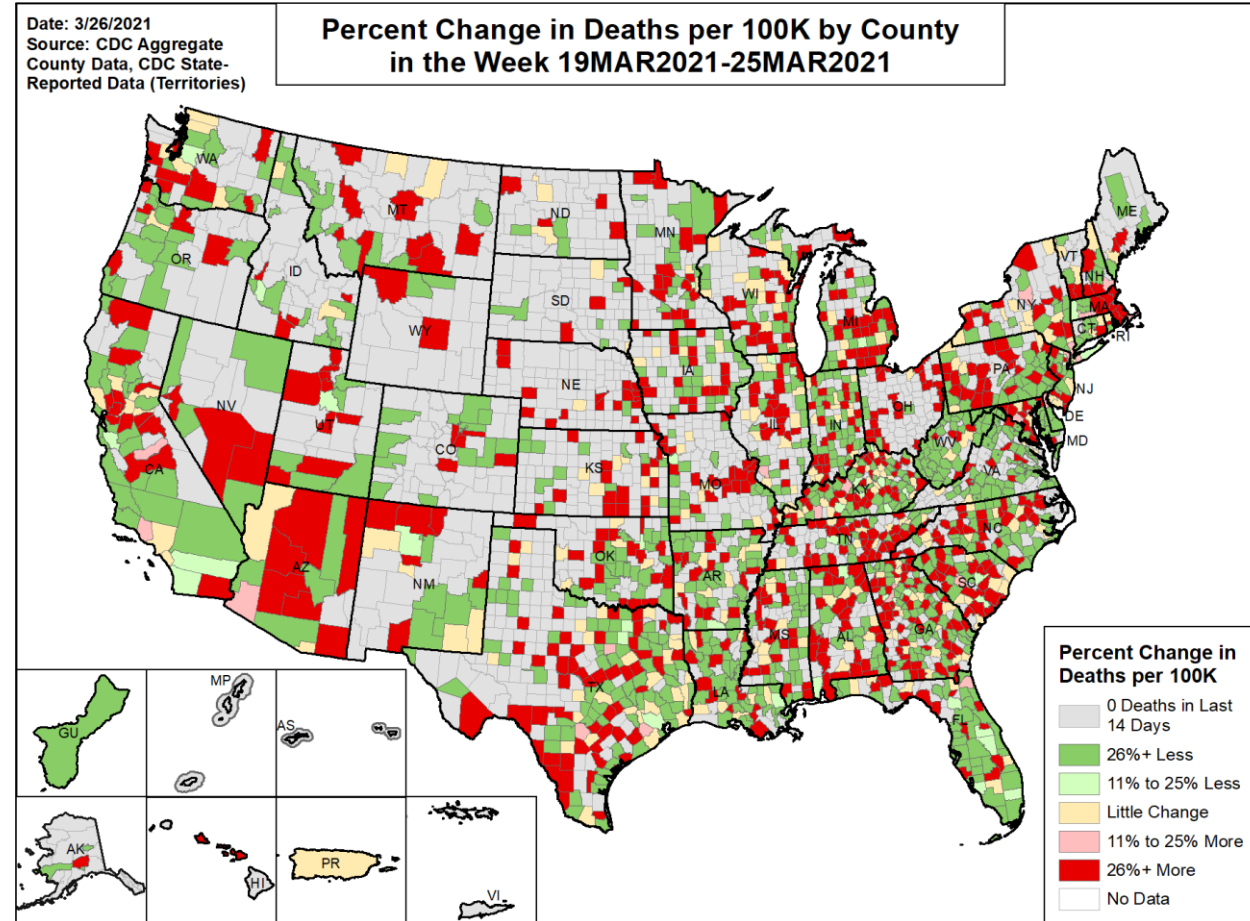 Date: 3/26/2021
Source: CDC Aggregate
County Data, CDC State-
Reported Data (Territories)
Percent Change in Deaths per 100K by County
in the Week 19MAR2021-25MAR2021
WA
MT
ND
MN
ME
OR
ID
SD
WI
MI
VT
NH
NY
MA
CT
RI
WY
NE
IA
PA
NJ
NV
UT
CO
IL
IN
OH
DE
MD
WV
VA
CA
KS
MO
KY
AZ
NM
OK
AR
TN
NC
SC
TX
LA
MS
AL
GA
FL
GU
MP
AS
AK
HI
PR
VI
Percent Change in
Deaths per 100K
0 Deaths in Last
14 Days
26%+ Less
11% to 25% Less
Little Change
11% to 25% More
26%+ More
No Data